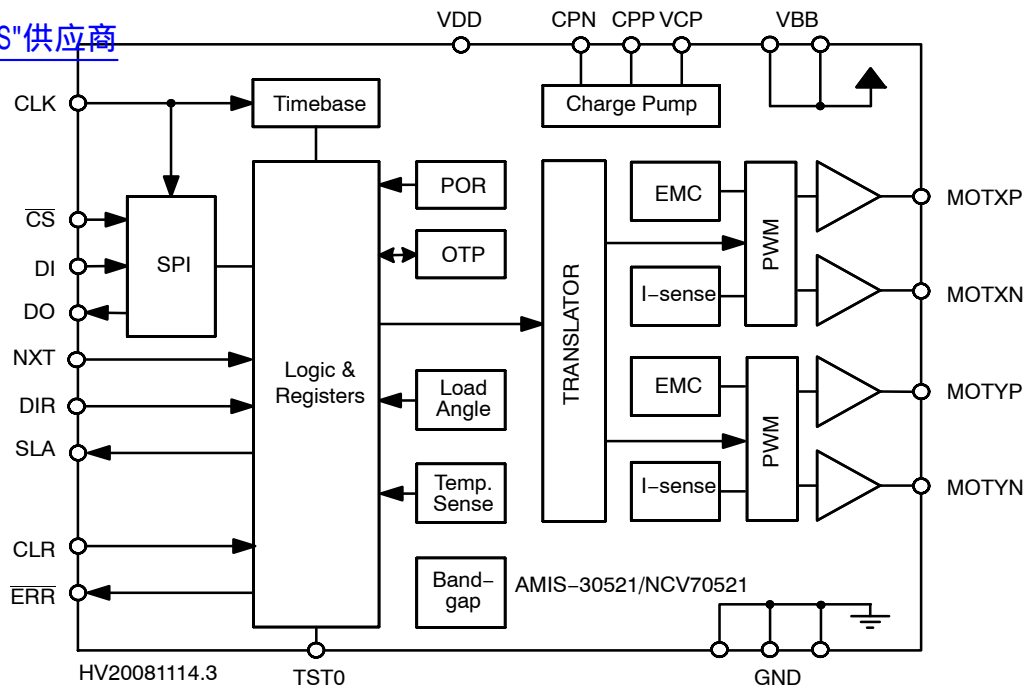 S"供应商
VDD
CPN CPP VCP
VBB
CLK
Timebase
Charge Pump
POR
EMC
PWM
MOTXP
C̅S̅
DI
DO
SPI
OTP
TRANSLATOR
I−sense
MOTXN
NXT
DIR
SLA
Logic &
Registers
Load
Angle
EMC
PWM
MOTYP
Temp.
Sense
I−sense
MOTYN
CLR
E̅R̅R̅
Band−
gap
AMIS−30521/NCV70521
HV20081114.3
TST0
GND